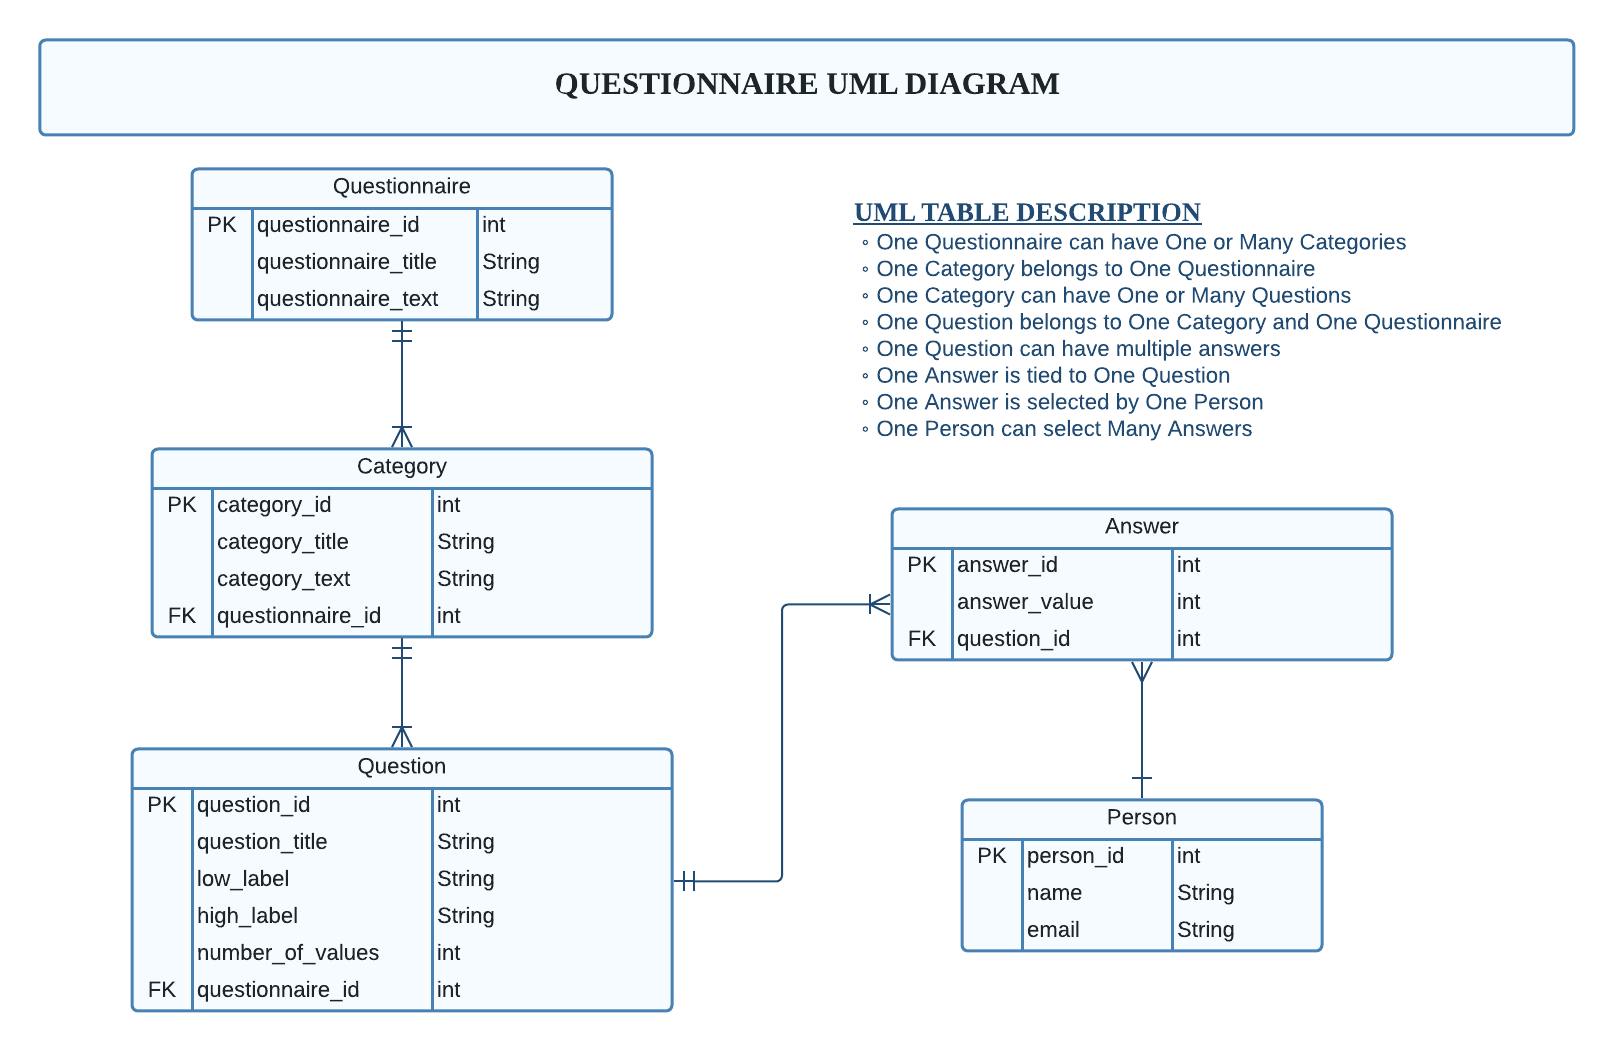 QUESTIONNAIRE UML DIAGRAM
Questionnaire
PK questionnaire_id int
questionnaire_title String
questionnaire_text String
UML TABLE DESCRIPTION
◦ One Questionnaire can have One or Many Categories
◦ One Category belongs to One Questionnaire
◦ One Category can have One or Many Questions
◦ One Question belongs to One Category and One Questionnaire
◦ One Question can have multiple answers
◦ One Answer is tied to One Question
◦ One Answer is selected by One Person
◦ One Person can select Many Answers
Category
PK category_id int
category_title String
category_text String
FK questionnaire_id int
Answer
PK answer_id int
answer_value int
FK question_id int
Question
PK question_id int
question_title String
low_label String
high_label String
number_of_values int
FK questionnaire_id int
Person
PK person_id int
name String
email String